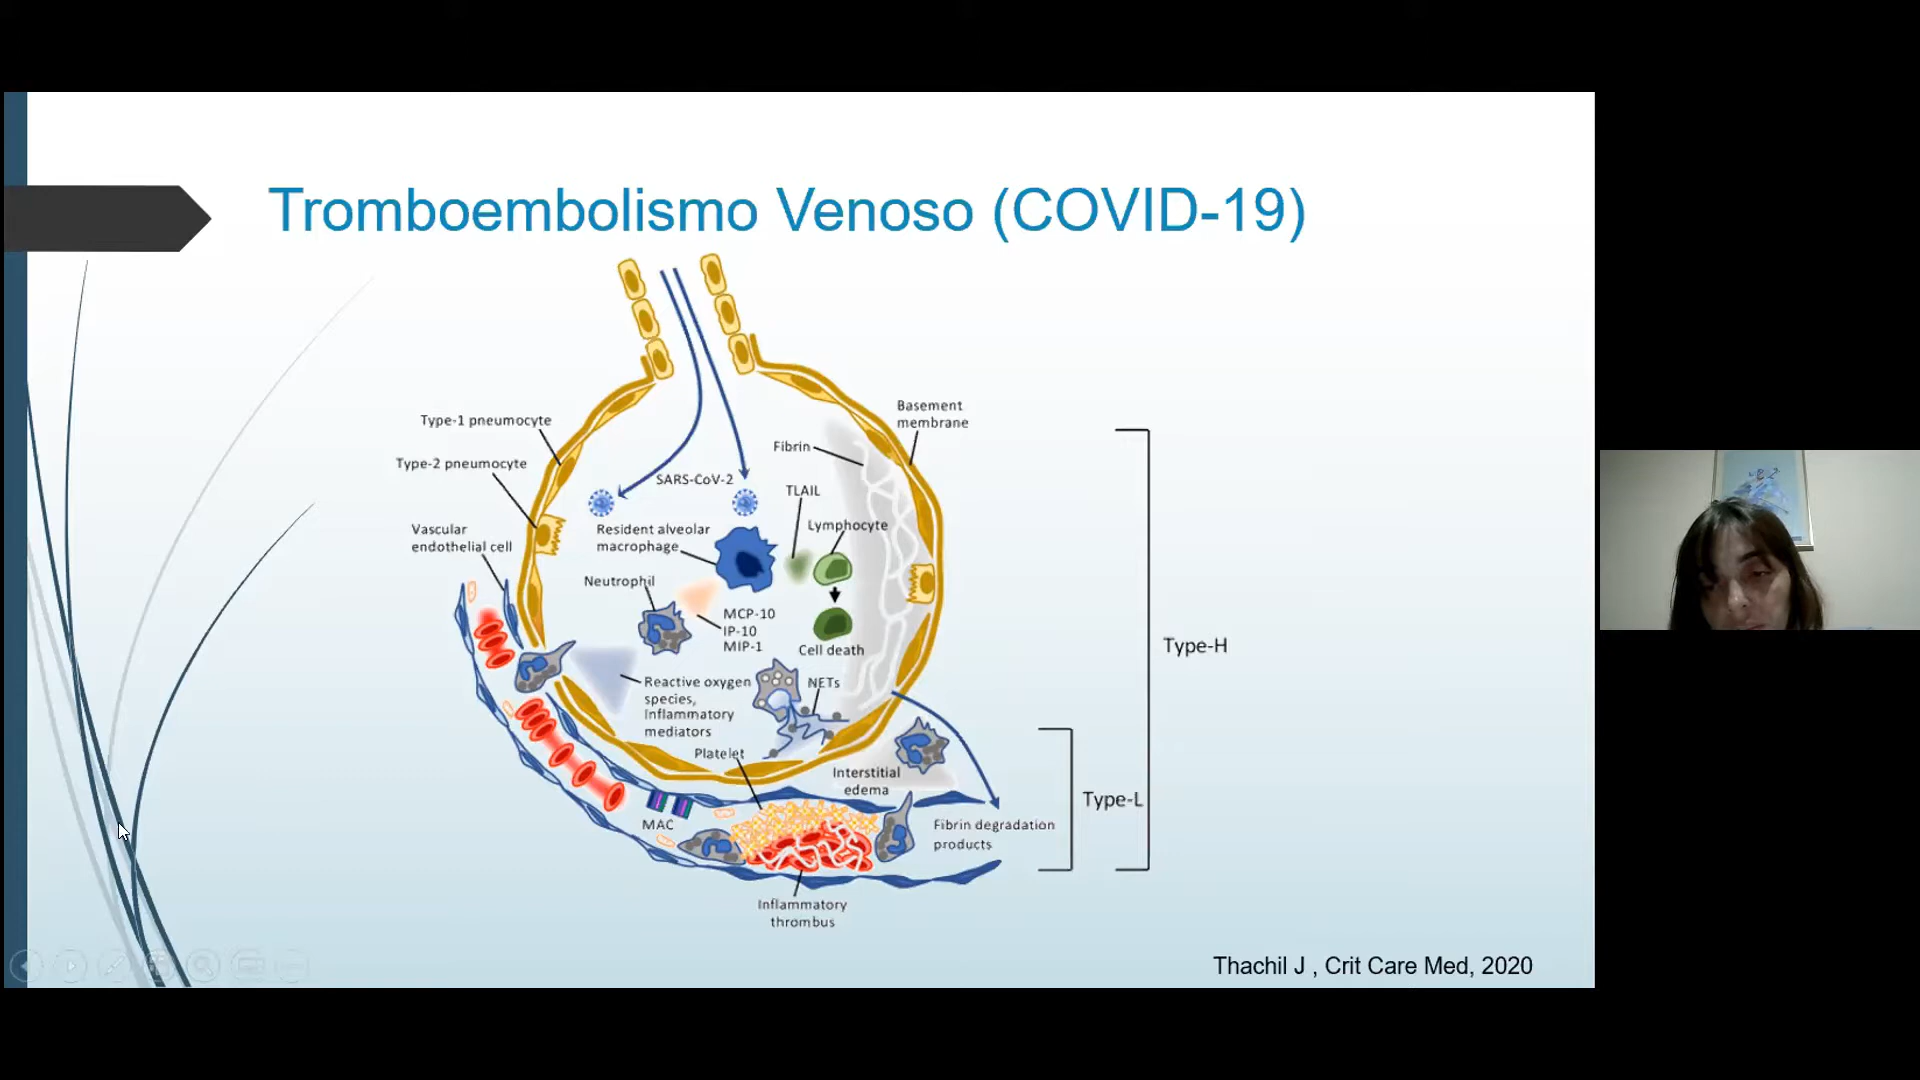 Tromboembolismo Venoso (COVID-19)
Type-1 pneumocyte
Type-2 pneumocyte
Vascular
endothelial cell
Basement
membrane
Fibrin
SARS-CoV-2
TLAIL
Resident alveolar
macrophage
Lymphocyte
Neutrophil
MCP-10
IP-10
MIP-1
Cell death
Reactive oxygen
species,
Inflammatory
mediators
NETs
Platelet
Interstitial
edema
MAC
Fibrin degradation
products
Inflammatory
thrombus
Type-H
Type-L
Thachil J , Crit Care Med, 2020